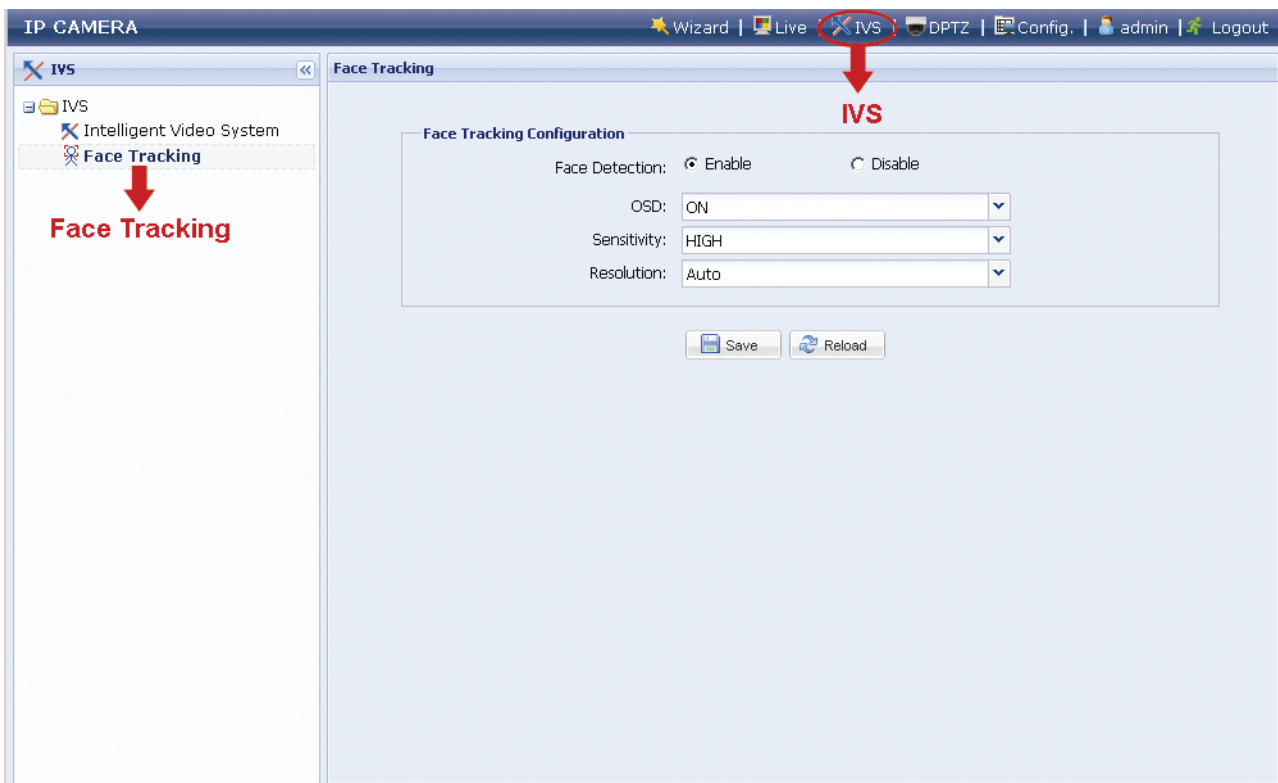 IP CAMERA
Wizard | Live | IVS | DPTZ | Config. | admin | Logout
IVS
Face Tracking
IVS
IVS
Intelligent Video System
Face Tracking
Face Tracking
Face Tracking Configuration
Face Detection: Enable Disable
OSD: ON
Sensitivity: HIGH
Resolution: Auto
Save Reload